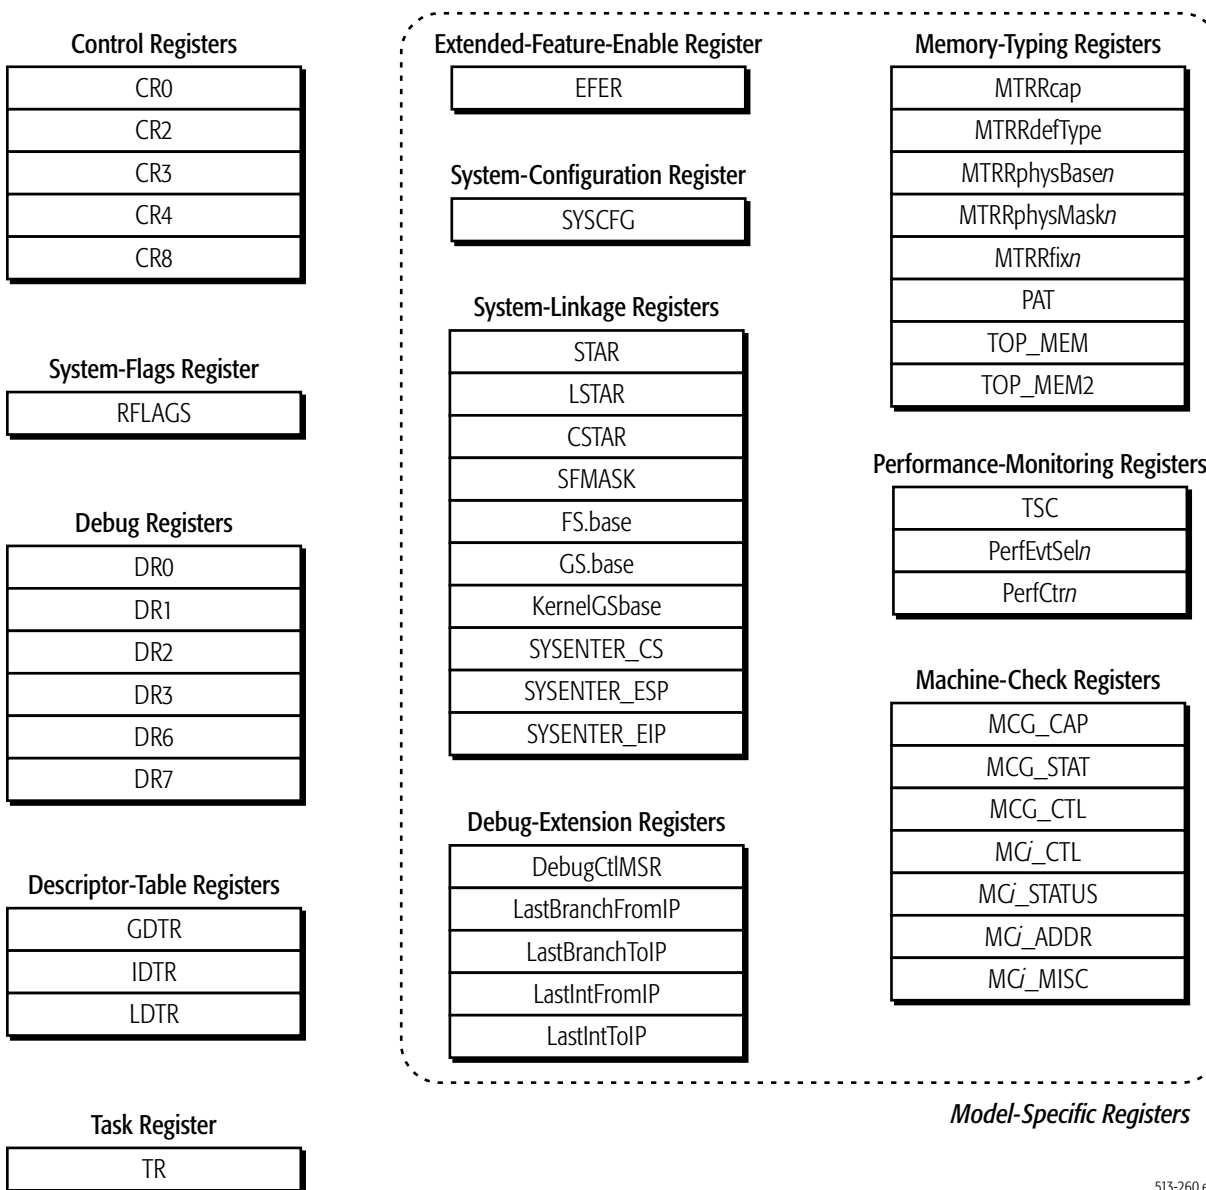 Control Registers
CR0
CR2
CR3
CR4
CR8
System-Flags Register
RFLAGS
Debug Registers
DR0
DR1
DR2
DR3
DR6
DR7
Descriptor-Table Registers
GDTR
IDTR
LDTR
Task Register
TR
Extended-Feature-Enable Register
EFER
System-Configuration Register
SYSCFG
System-Linkage Registers
STAR
LSTAR
CSTAR
SFMASK
FS.base
GS.base
KernelGSbase
SYSENTER_CS
SYSENTER_ESP
SYSENTER_EIP
Debug-Extension Registers
DebugCtlMSR
LastBranchFromIP
LastBranchToIP
LastIntFromIP
LastIntToIP
Memory-Typing Registers
MTRRcap
MTRRdefType
MTRRphysBasen
MTRRphysMaskn
MTRRfixn
PAT
TOP_MEM
TOP_MEM2
Performance-Monitoring Registers
TSC
PerfEvtSeln
PerfCtrn
Machine-Check Registers
MCG_CAP
MCG_STAT
MCG_CTL
MCi_CTL
MCi_STATUS
MCi_ADDR
MCi_MISC
Model-Specific Registers
513-260